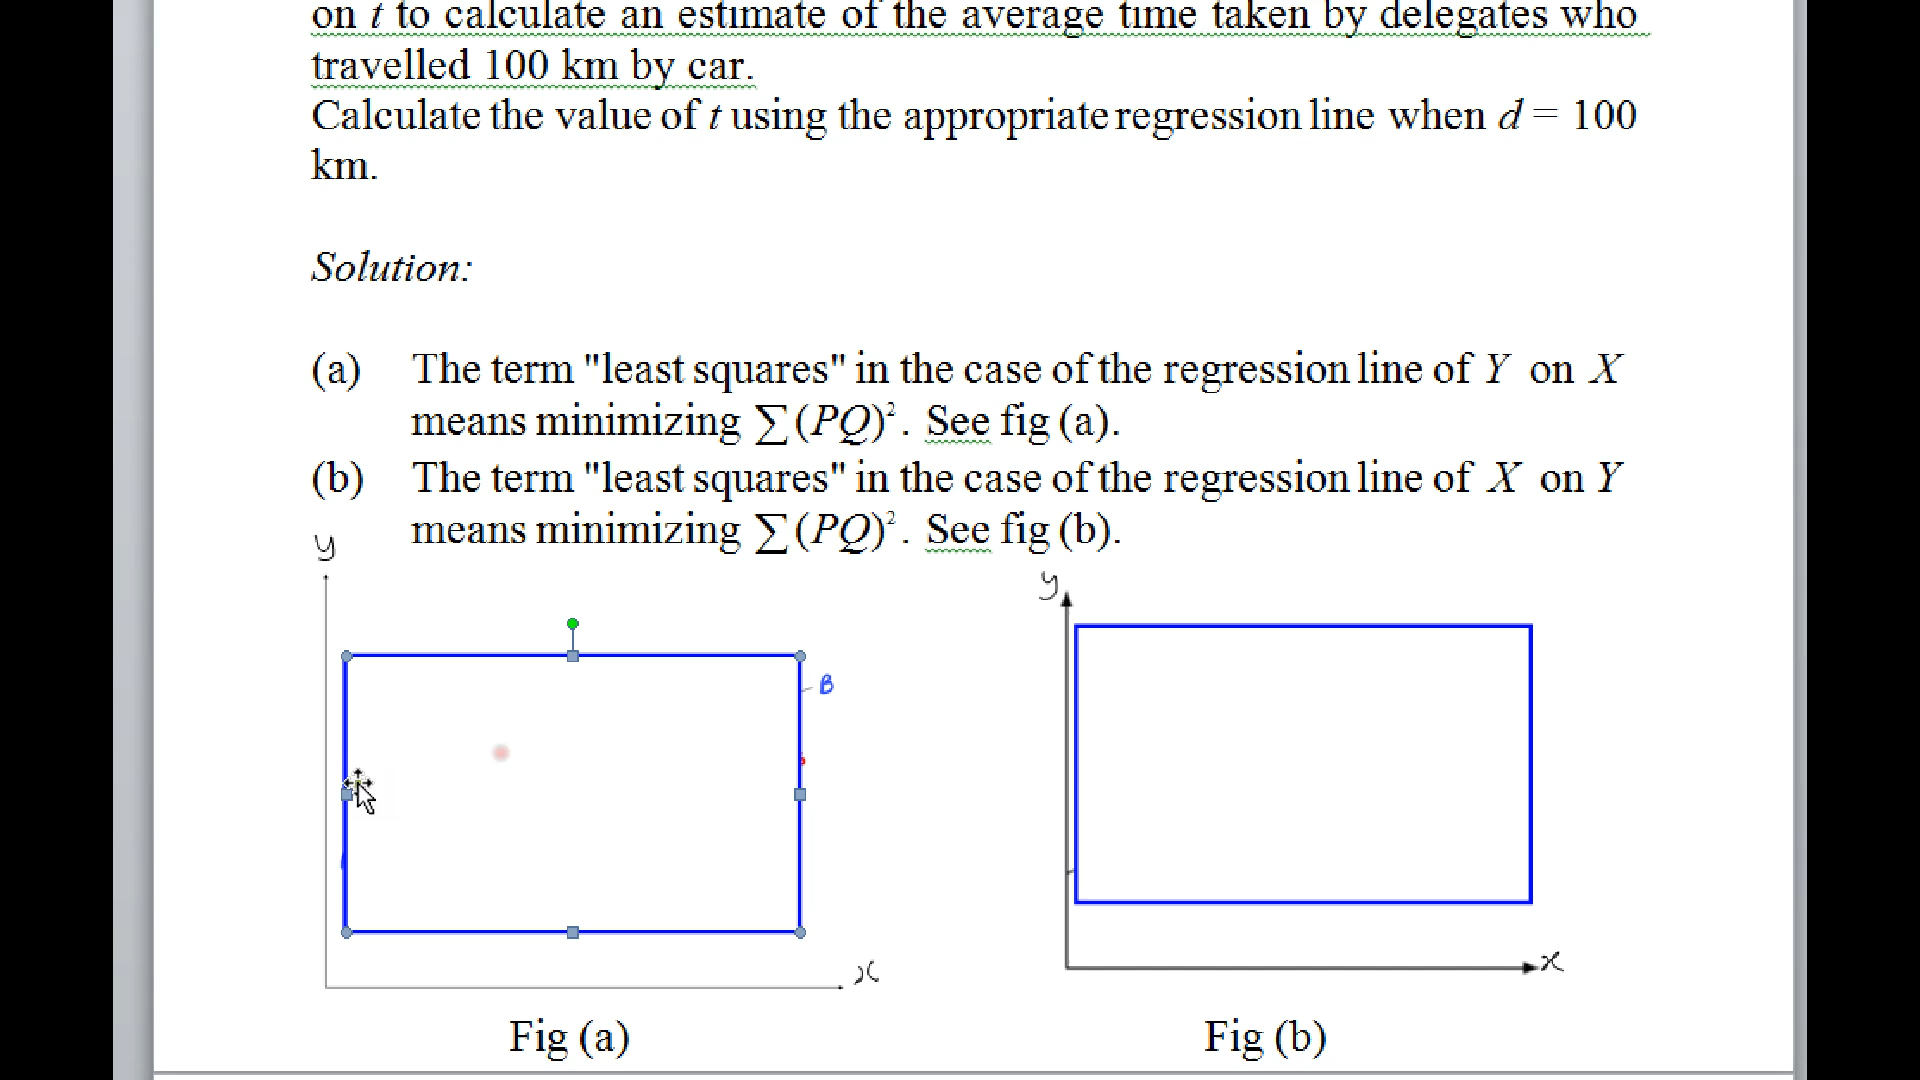 on t to calculate an estimate of the average time taken by delegates who
travelled 100 km by car.
Calculate the value of t using the appropriate regression line when d = 100
km.
Solution:
(a) The term "least squares" in the case of the regression line of Y on X
means minimizing ∑(PQ)². See fig (a).
(b) The term "least squares" in the case of the regression line of X on Y
means minimizing ∑(PQ)². See fig (b).
y
B
x
Fig (a)
y
x
Fig (b)